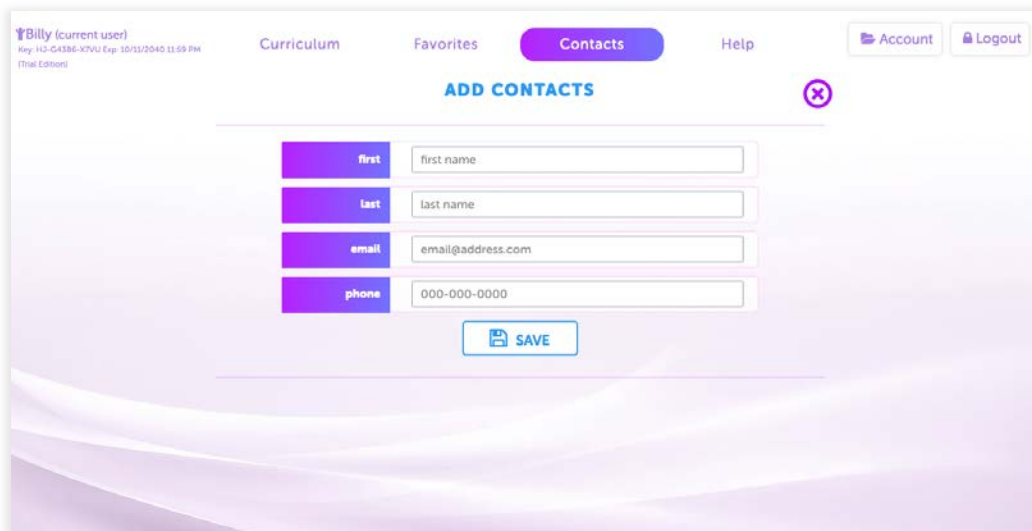 Billy (current user)
Key: HJ-G4386-X7VU Exp: 10/11/2040 11:59 PM
(Trial Edition)
Curriculum
Favorites
Contacts
Help
Account
Logout
ADD CONTACTS
first
first name
last
last name
email
email@address.com
phone
000-000-0000
SAVE